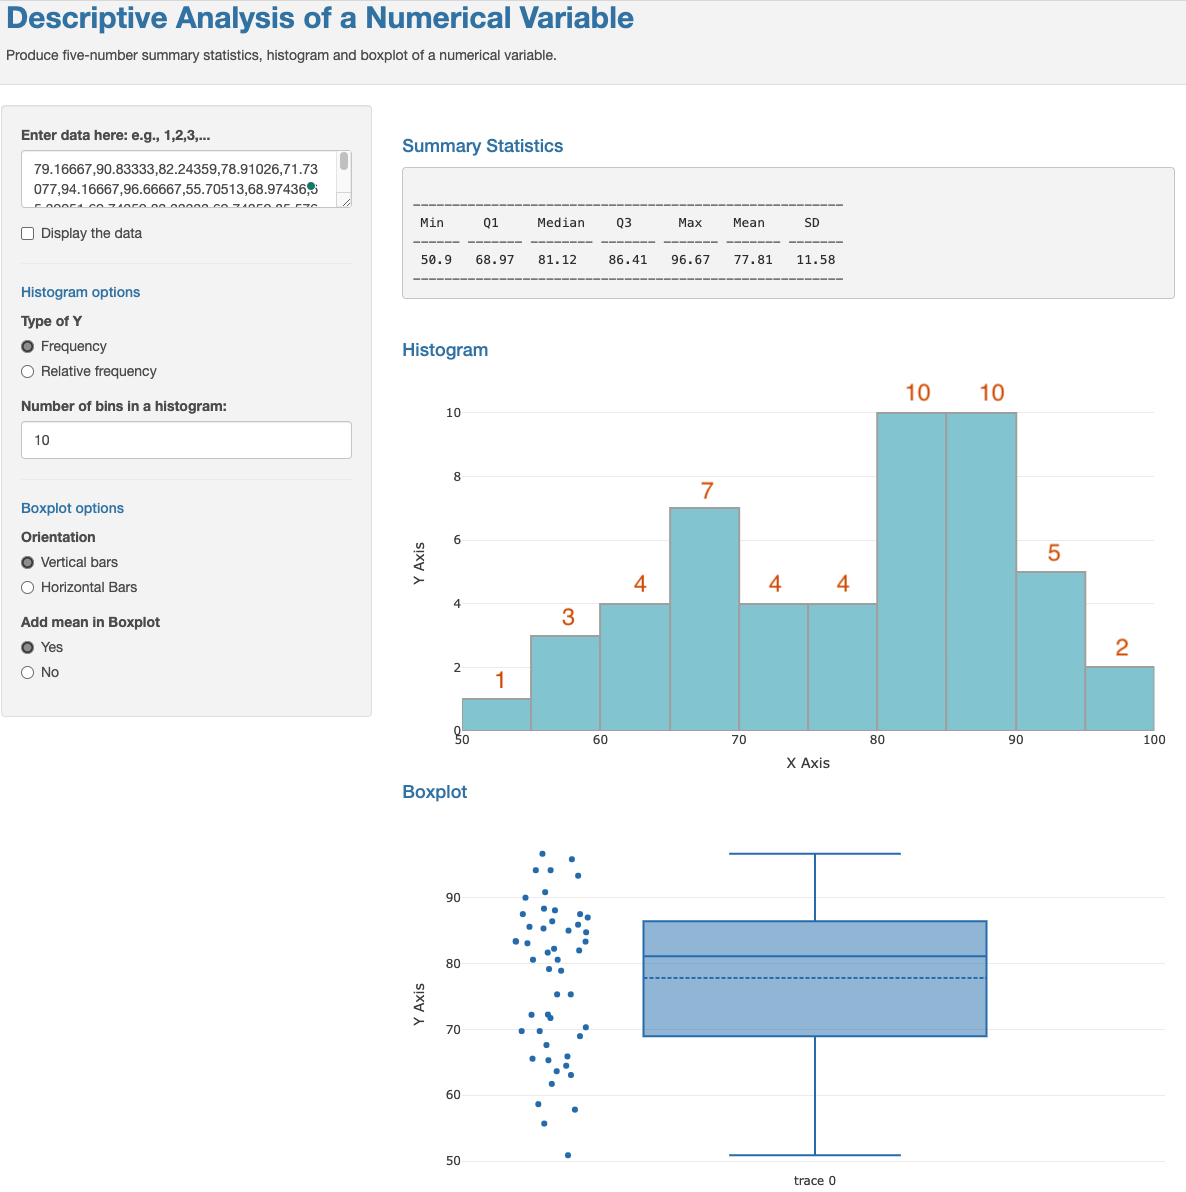 Descriptive Analysis of a Numerical Variable
Produce five-number summary statistics, histogram and boxplot of a numerical variable.
Enter data here: e.g., 1,2,3,...
79.16667,90.83333,82.24359,78.91026,71.73
077,94.16667,96.66667,55.70513,68.97436,
Display the data
Histogram options
Type of Y
Frequency
Relative frequency
Number of bins in a histogram:
10
Boxplot options
Orientation
Vertical bars
Horizontal Bars
Add mean in Boxplot
Yes
No
Summary Statistics
Min Q1 Median Q3 Max Mean SD
50.9 68.97 81.12 86.41 96.67 77.81 11.58
Histogram
10 10
10
8
7
6
5
4 4 4
4
3
2
2
1
0
50 60 70 80 90 100
Y Axis
X Axis
Boxplot
90
80
70
60
50
Y Axis
trace 0